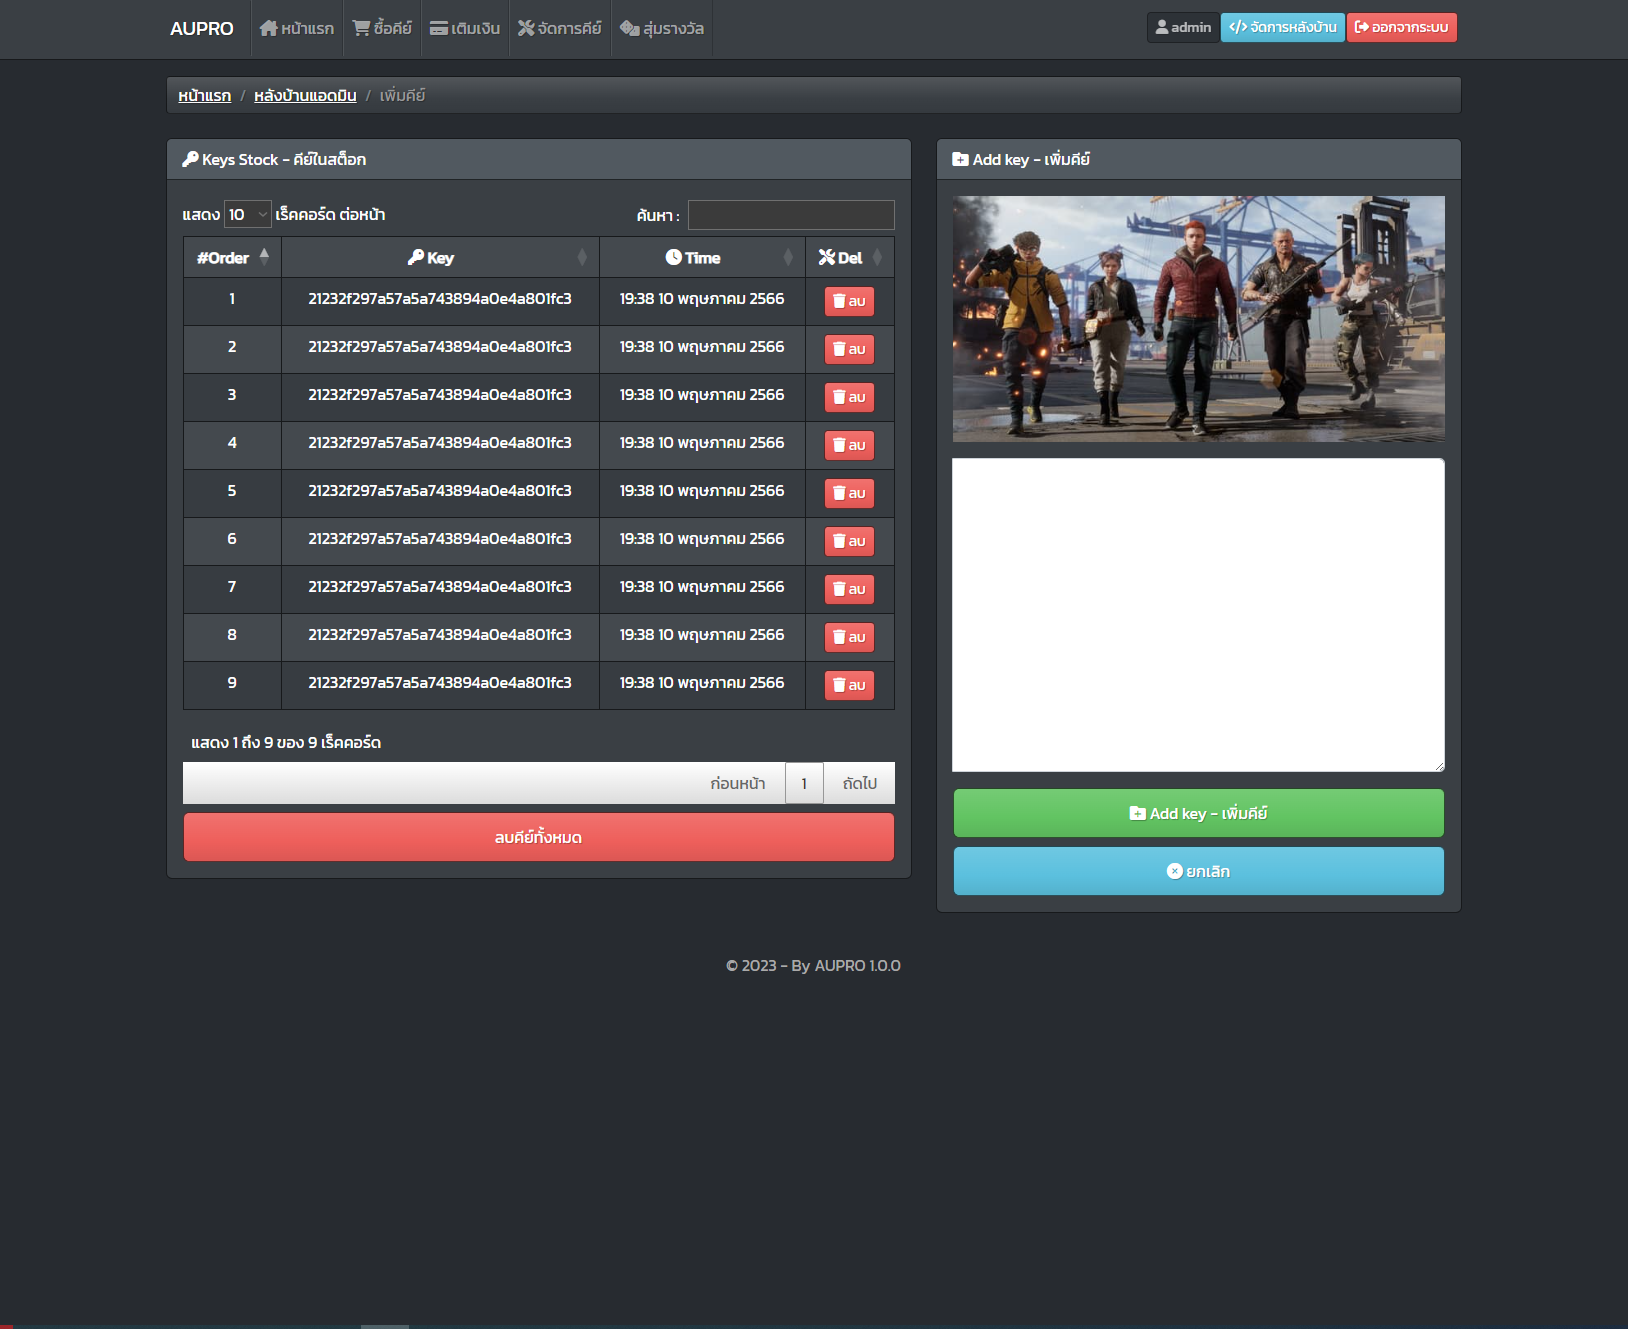 AUPRO หน้าแรก ซื้อคีย์ เติมเงิน จัดการคีย์ สุ่มรางวัล admin จัดการหลังบ้าน ออกจากระบบ
หน้าแรก / หลังบ้านแอดมิน / เพิ่มคีย์
Keys Stock - คีย์ในสต็อก
แสดง 10 เร็คคอร์ด ต่อหน้า ค้นหา :
#Order Key Time Del
1 21232f297a57a5a743894a0e4a801fc3 19:38 10 พฤษภาคม 2566 ลบ
2 21232f297a57a5a743894a0e4a801fc3 19:38 10 พฤษภาคม 2566 ลบ
3 21232f297a57a5a743894a0e4a801fc3 19:38 10 พฤษภาคม 2566 ลบ
4 21232f297a57a5a743894a0e4a801fc3 19:38 10 พฤษภาคม 2566 ลบ
5 21232f297a57a5a743894a0e4a801fc3 19:38 10 พฤษภาคม 2566 ลบ
6 21232f297a57a5a743894a0e4a801fc3 19:38 10 พฤษภาคม 2566 ลบ
7 21232f297a57a5a743894a0e4a801fc3 19:38 10 พฤษภาคม 2566 ลบ
8 21232f297a57a5a743894a0e4a801fc3 19:38 10 พฤษภาคม 2566 ลบ
9 21232f297a57a5a743894a0e4a801fc3 19:38 10 พฤษภาคม 2566 ลบ
แสดง 1 ถึง 9 ของ 9 เร็คคอร์ด
ก่อนหน้า 1 ถัดไป
ลบคีย์ทั้งหมด
Add key - เพิ่มคีย์
Add key - เพิ่มคีย์
ยกเลิก
© 2023 - By AUPRO 1.0.0